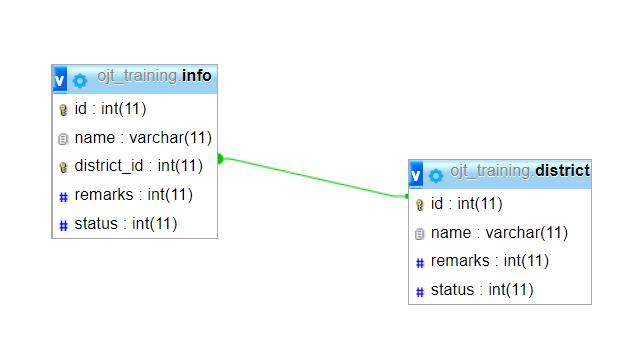 v ojt_training.info
id : int(11)
name : varchar(11)
district_id : int(11)
# remarks : int(11)
# status : int(11)
v ojt_training.district
id : int(11)
name : varchar(11)
# remarks : int(11)
# status : int(11)